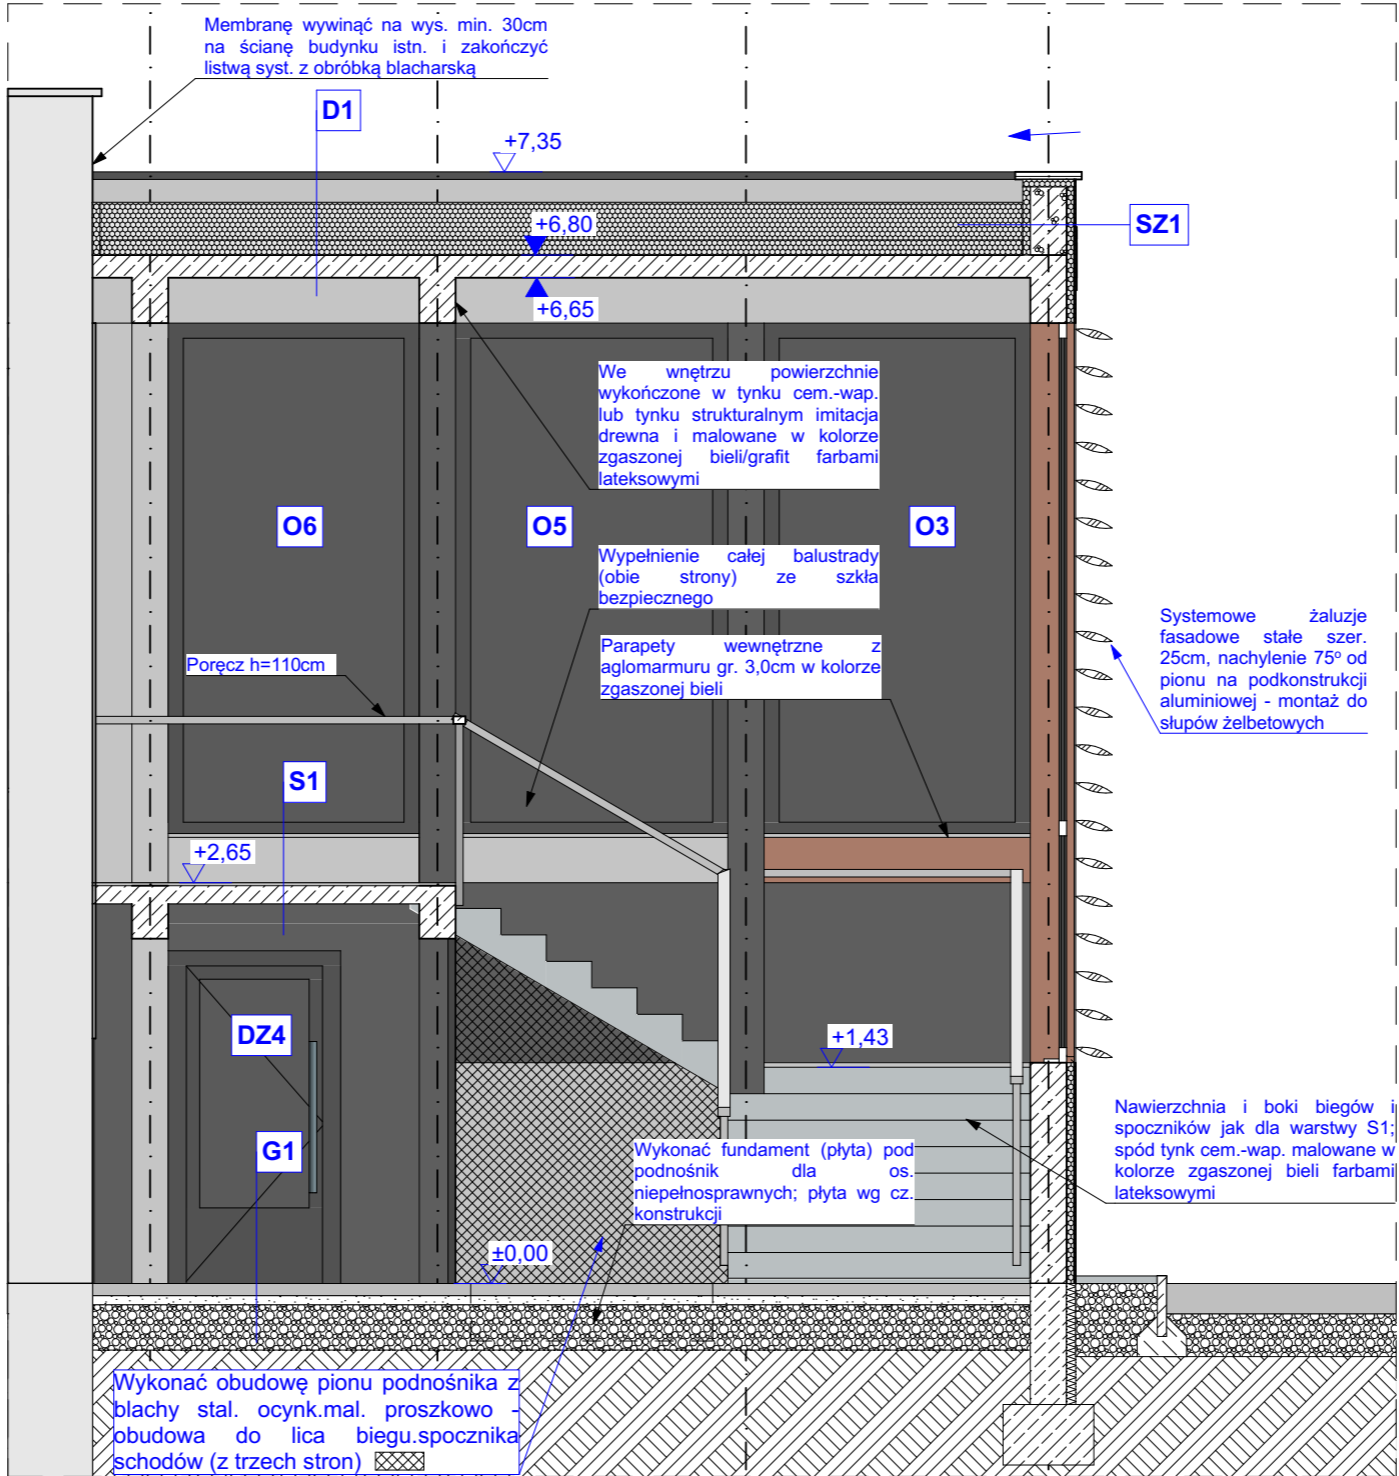 Membranę wywinąć na wys. min. 30cm
na ścianę budynku istn. i zakończyć
listwą syst. z obróbką blacharską
D1
+7,35
SZ1
+6,80
+6,65
We wnętrzu powierzchnie
wykończone w tynku cem.-wap.
lub tynku strukturalnym imitacja
drewna i malowane w kolorze
zgaszonej bieli/grafit farbami
lateksowymi
O6
O5
O3
Wypełnienie całej balustrady
(obie strony) ze szkła
bezpiecznego
Parapety wewnętrzne z
aglomarmuru gr. 3,0cm w kolorze
zgaszonej bieli
Systemowe żaluzje
fasadowe stałe szer.
25cm, nachylenie 75º od
pionu na podkonstrukcji
aluminiowej - montaż do
słupów żelbetowych
Poręcz h=110cm
S1
+2,65
DZ4
+1,43
G1
Wykonać fundament (płyta) pod
podnośnik dla os.
niepełnosprawnych; płyta wg cz.
konstrukcji
Nawierzchnia i boki biegów i
spoczników jak dla warstwy S1;
spód tynk cem.-wap. malowane w
kolorze zgaszonej bieli farbami
lateksowymi
±0,00
Wykonać obudowę pionu podnośnika z
blachy stal. ocynk.mal. proszkowo -
obudowa do lica biegu.spocznika
schodów (z trzech stron)